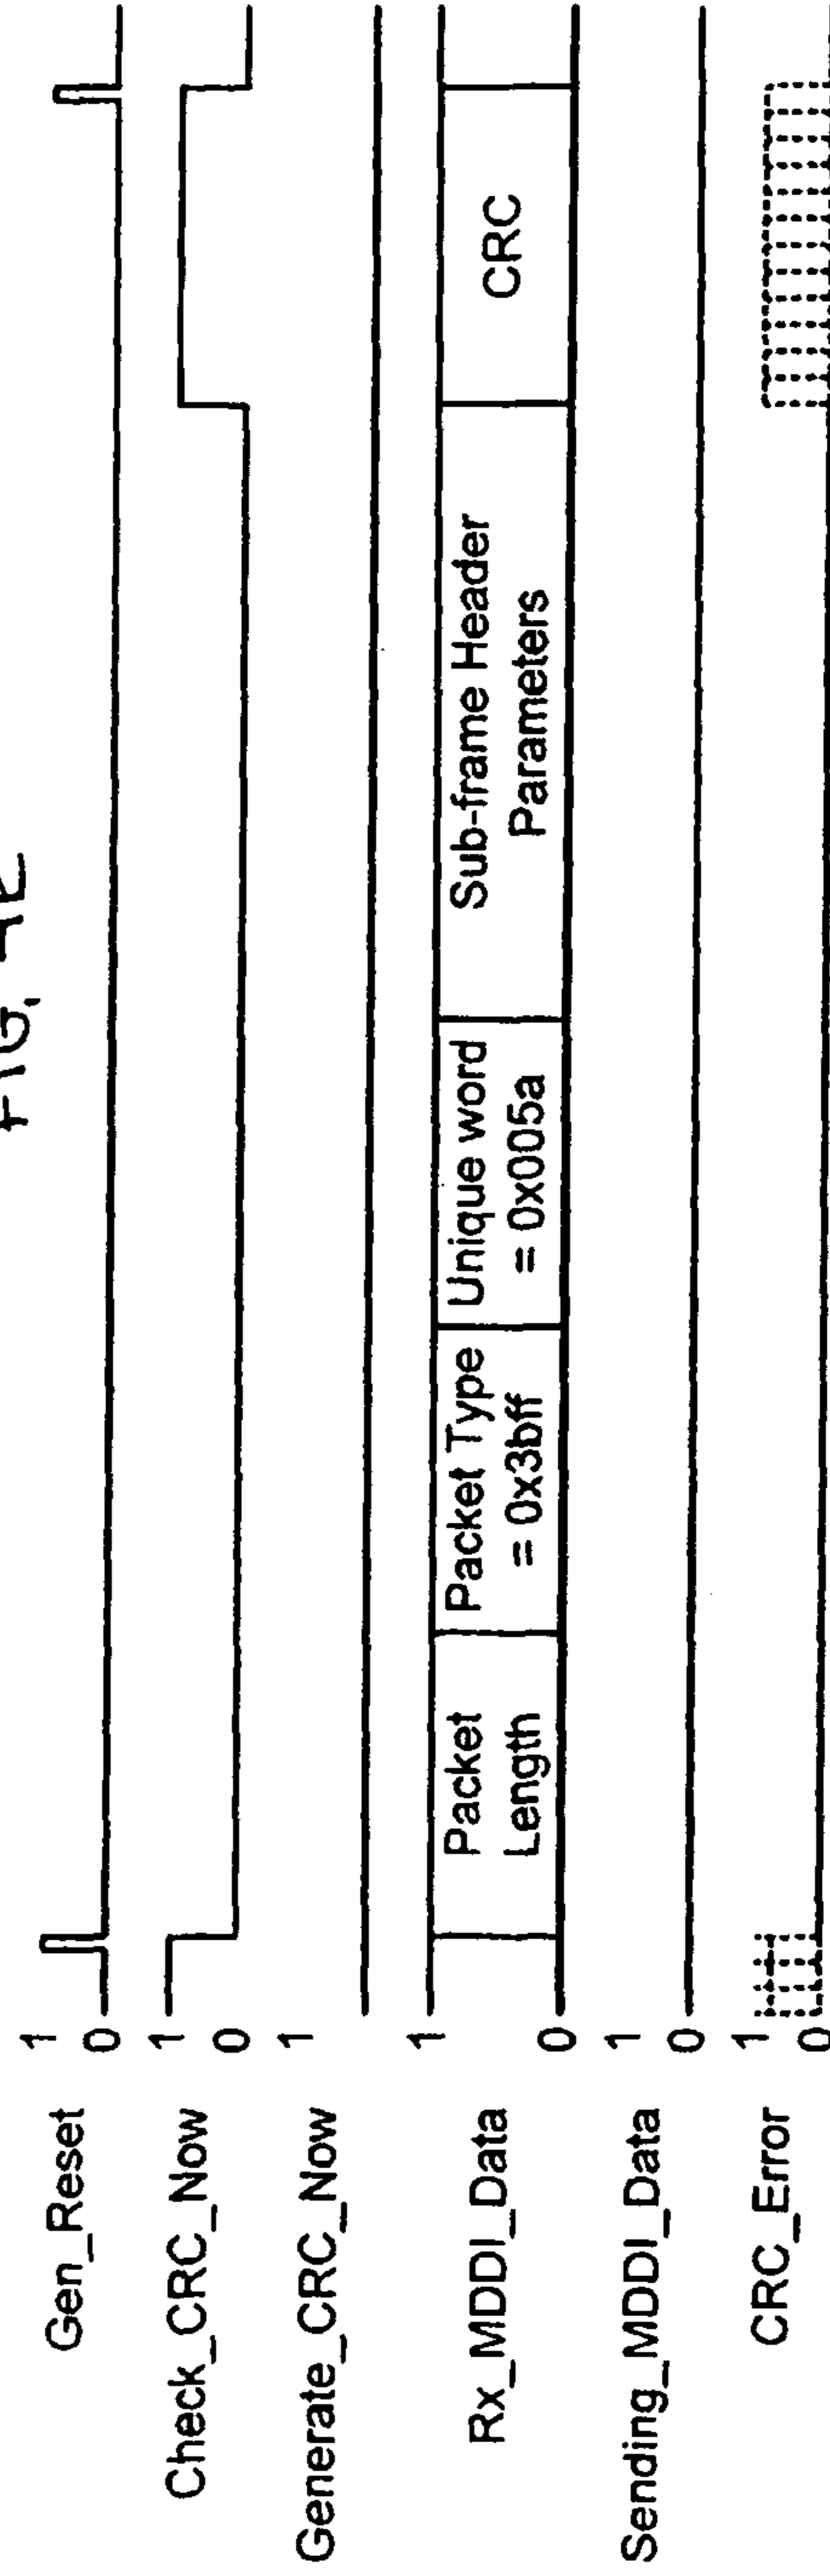 FIG.
Gen_Reset
1
0
Check_CRC_Now
1
0
Generate_CRC_Now
1
Rx_MDDI_Data
1
0
Packet
Length
Packet Type
= 0x3bff
Unique word
= 0x005a
Sub-frame Header
Parameters
CRC
Sending_MDDI_Data
1
0
CRC_Error
1
0